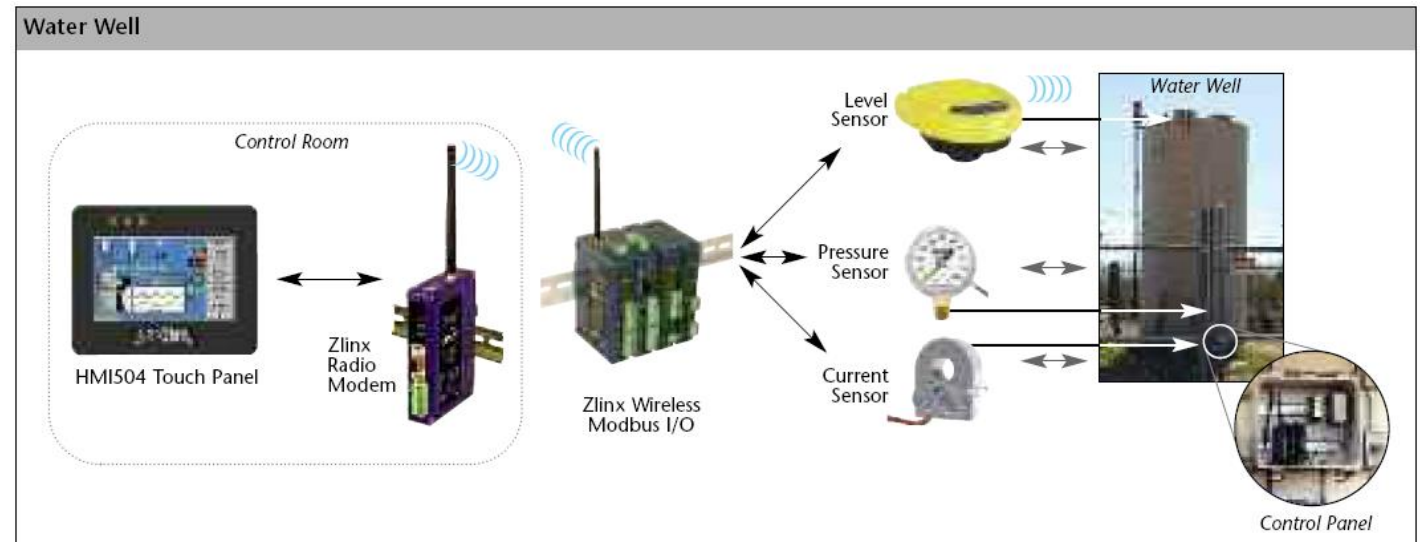 Water Well
Control Room
HMI504 Touch Panel
Zlinx
Radio
Modem
Zlinx Wireless
Modbus I/O
Level
Sensor
Pressure
Sensor
Current
Sensor
Water Well
Control Panel